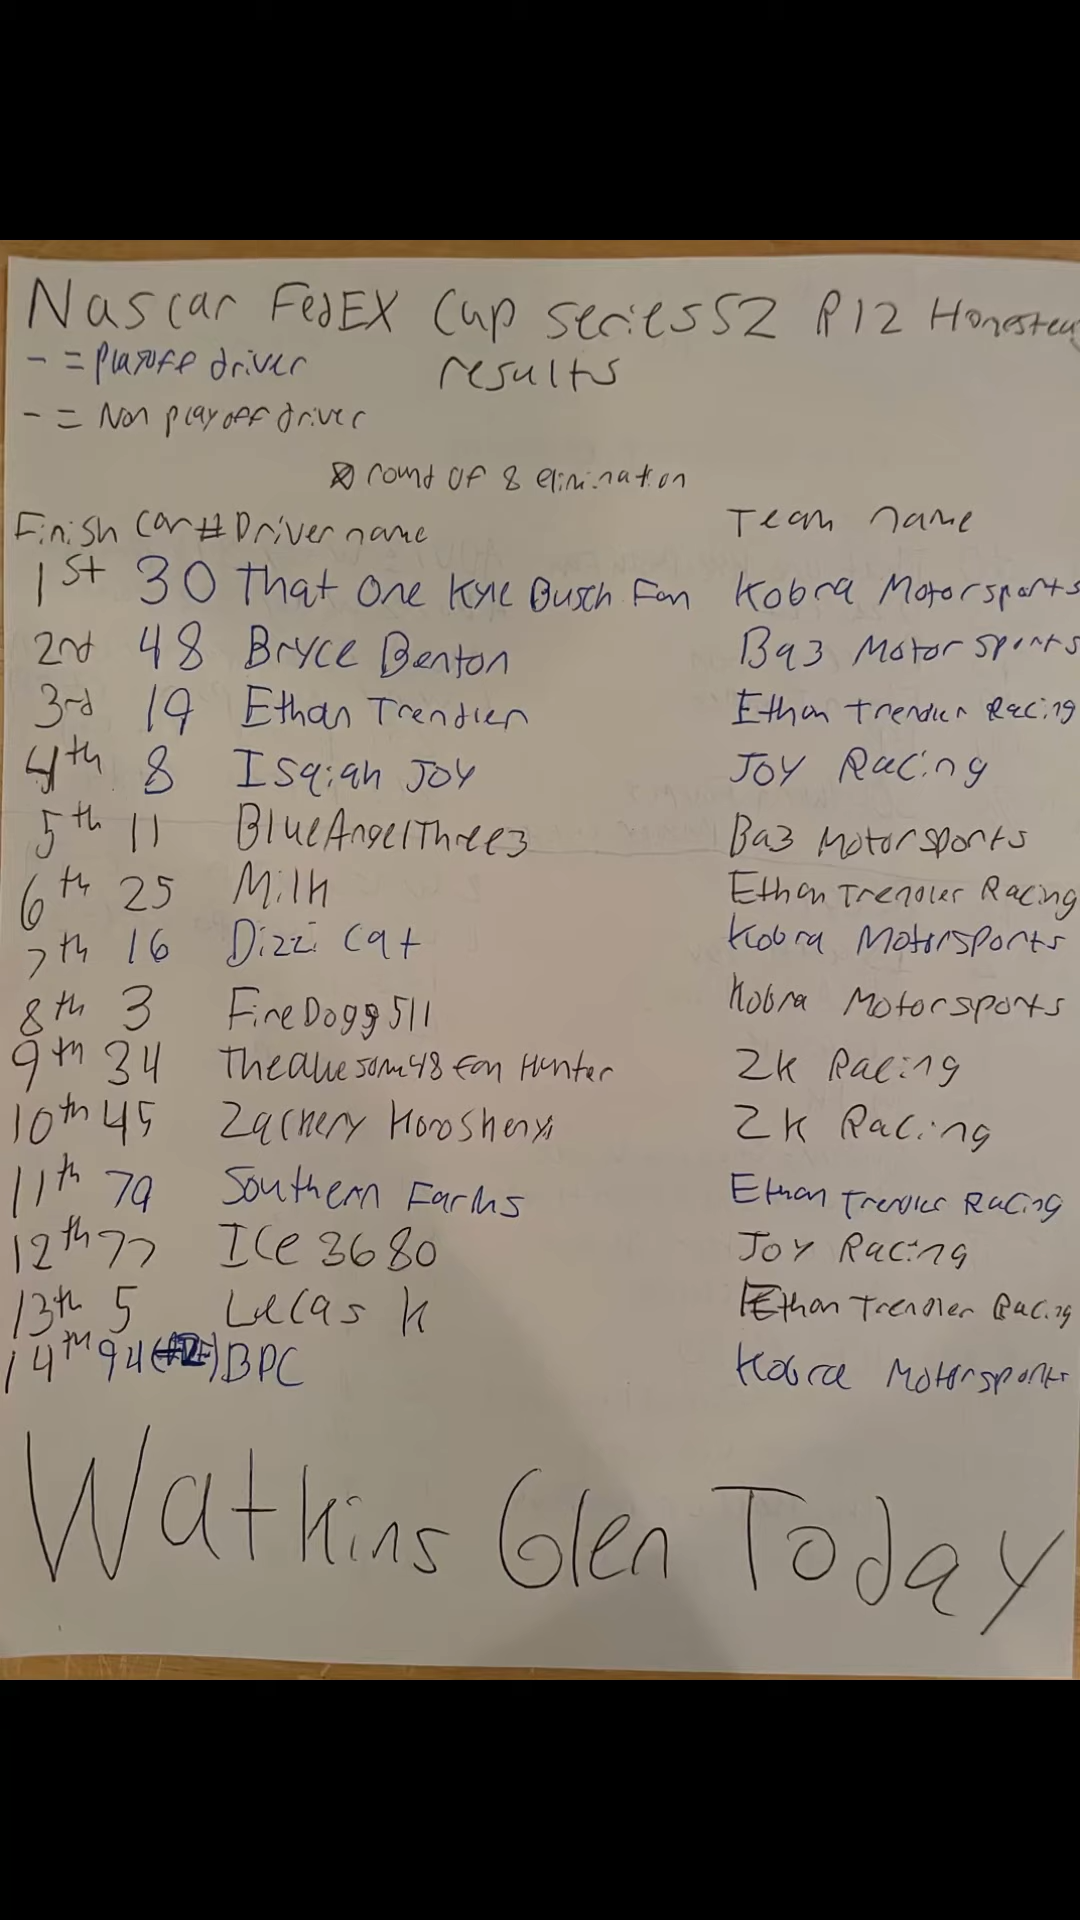 Nascar FedEX Cup series S2 R12 Homestead
results
- = Playoff driver
- = Non playoff driver
round of 8 elimination
Finish Car # Driver name Team name
1st 30 That One Kyle Busch Fan Kobra Motorsports
2nd 48 Bryce Benton Ba3 Motorsports
3rd 19 Ethan Trendler Ethan Trendler Racing
4th 8 Isaiah Joy Joy Racing
5th 11 BlueAngelThree3 Ba3 Motorsports
6th 25 Milk Ethan Trendler Racing
7th 16 Dizzi Cat Kobra Motorsports
8th 3 FireDogg511 Kobra Motorsports
9th 34 TheAwesome48 Fan Hunter ZK Racing
10th 45 Zachery ZK Racing
11th 79 Southern Farms Ethan Trendler Racing
12th 77 ICe 3680 Joy Racing
13th 5 Lucas K Ethan Trendler Racing
14th 94 BPC Kobra Motorsports
Watkins Glen Today